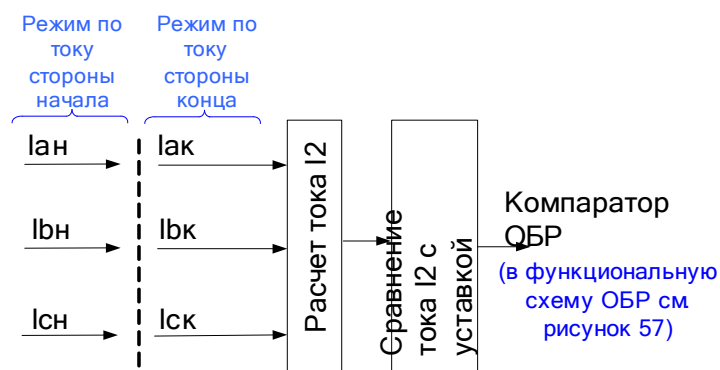 Режим по
току
стороны
начала
Режим по
току
стороны
конца
Iaн
Iaк
Ibн
Ibк
Icн
Icк
Расчет тока I2
Сравнение
тока I2 с
уставкой
Компаратор
ОБР
(в функциональную
схему ОБР см.
рисунок 57)